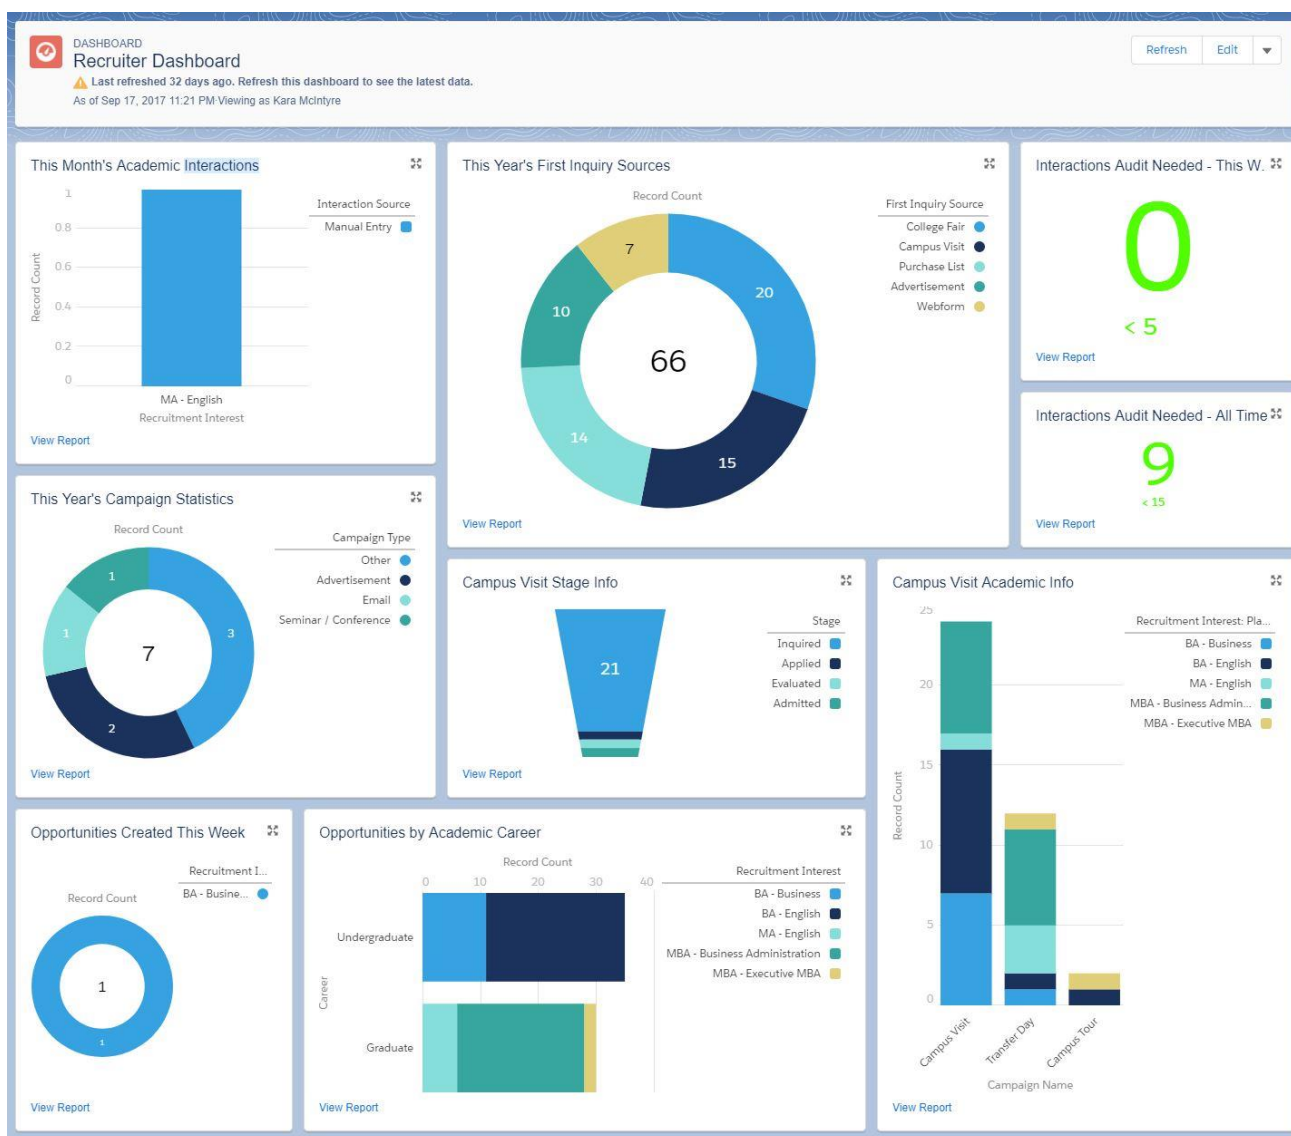 DASHBOARD
Recruiter Dashboard
Last refreshed 32 days ago. Refresh this dashboard to see the latest data.
As of Sep 17, 2017 11:21 PM·Viewing as Kara McIntyre
Refresh
Edit
This Month's Academic Interactions
1
0.8
0.6
0.4
0.2
0
Record Count
MA - English
Recruitment Interest
Interaction Source
Manual Entry
View Report
This Year's First Inquiry Sources
Record Count
7
20
10
66
14
15
First Inquiry Source
College Fair
Campus Visit
Purchase List
Advertisement
Webform
View Report
Interactions Audit Needed - This W.
0
< 5
View Report
Interactions Audit Needed - All Time
9
< 15
View Report
This Year's Campaign Statistics
Record Count
1
3
1
7
2
Campaign Type
Other
Advertisement
Email
Seminar / Conference
View Report
Campus Visit Stage Info
21
Stage
Inquired
Applied
Evaluated
Admitted
View Report
Campus Visit Academic Info
25
20
15
10
5
0
Record Count
Campus Visit
Transfer Day
Campus Tour
Campaign Name
Recruitment Interest: Pla...
BA - Business
BA - English
MA - English
MBA - Business Admin...
MBA - Executive MBA
View Report
Opportunities Created This Week
Record Count
1
1
Recruitment I...
BA - Busine...
View Report
Opportunities by Academic Career
Record Count
0 10 20 30 40
Career
Undergraduate
Graduate
Recruitment Interest
BA - Business
BA - English
MA - English
MBA - Business Administration
MBA - Executive MBA
View Report